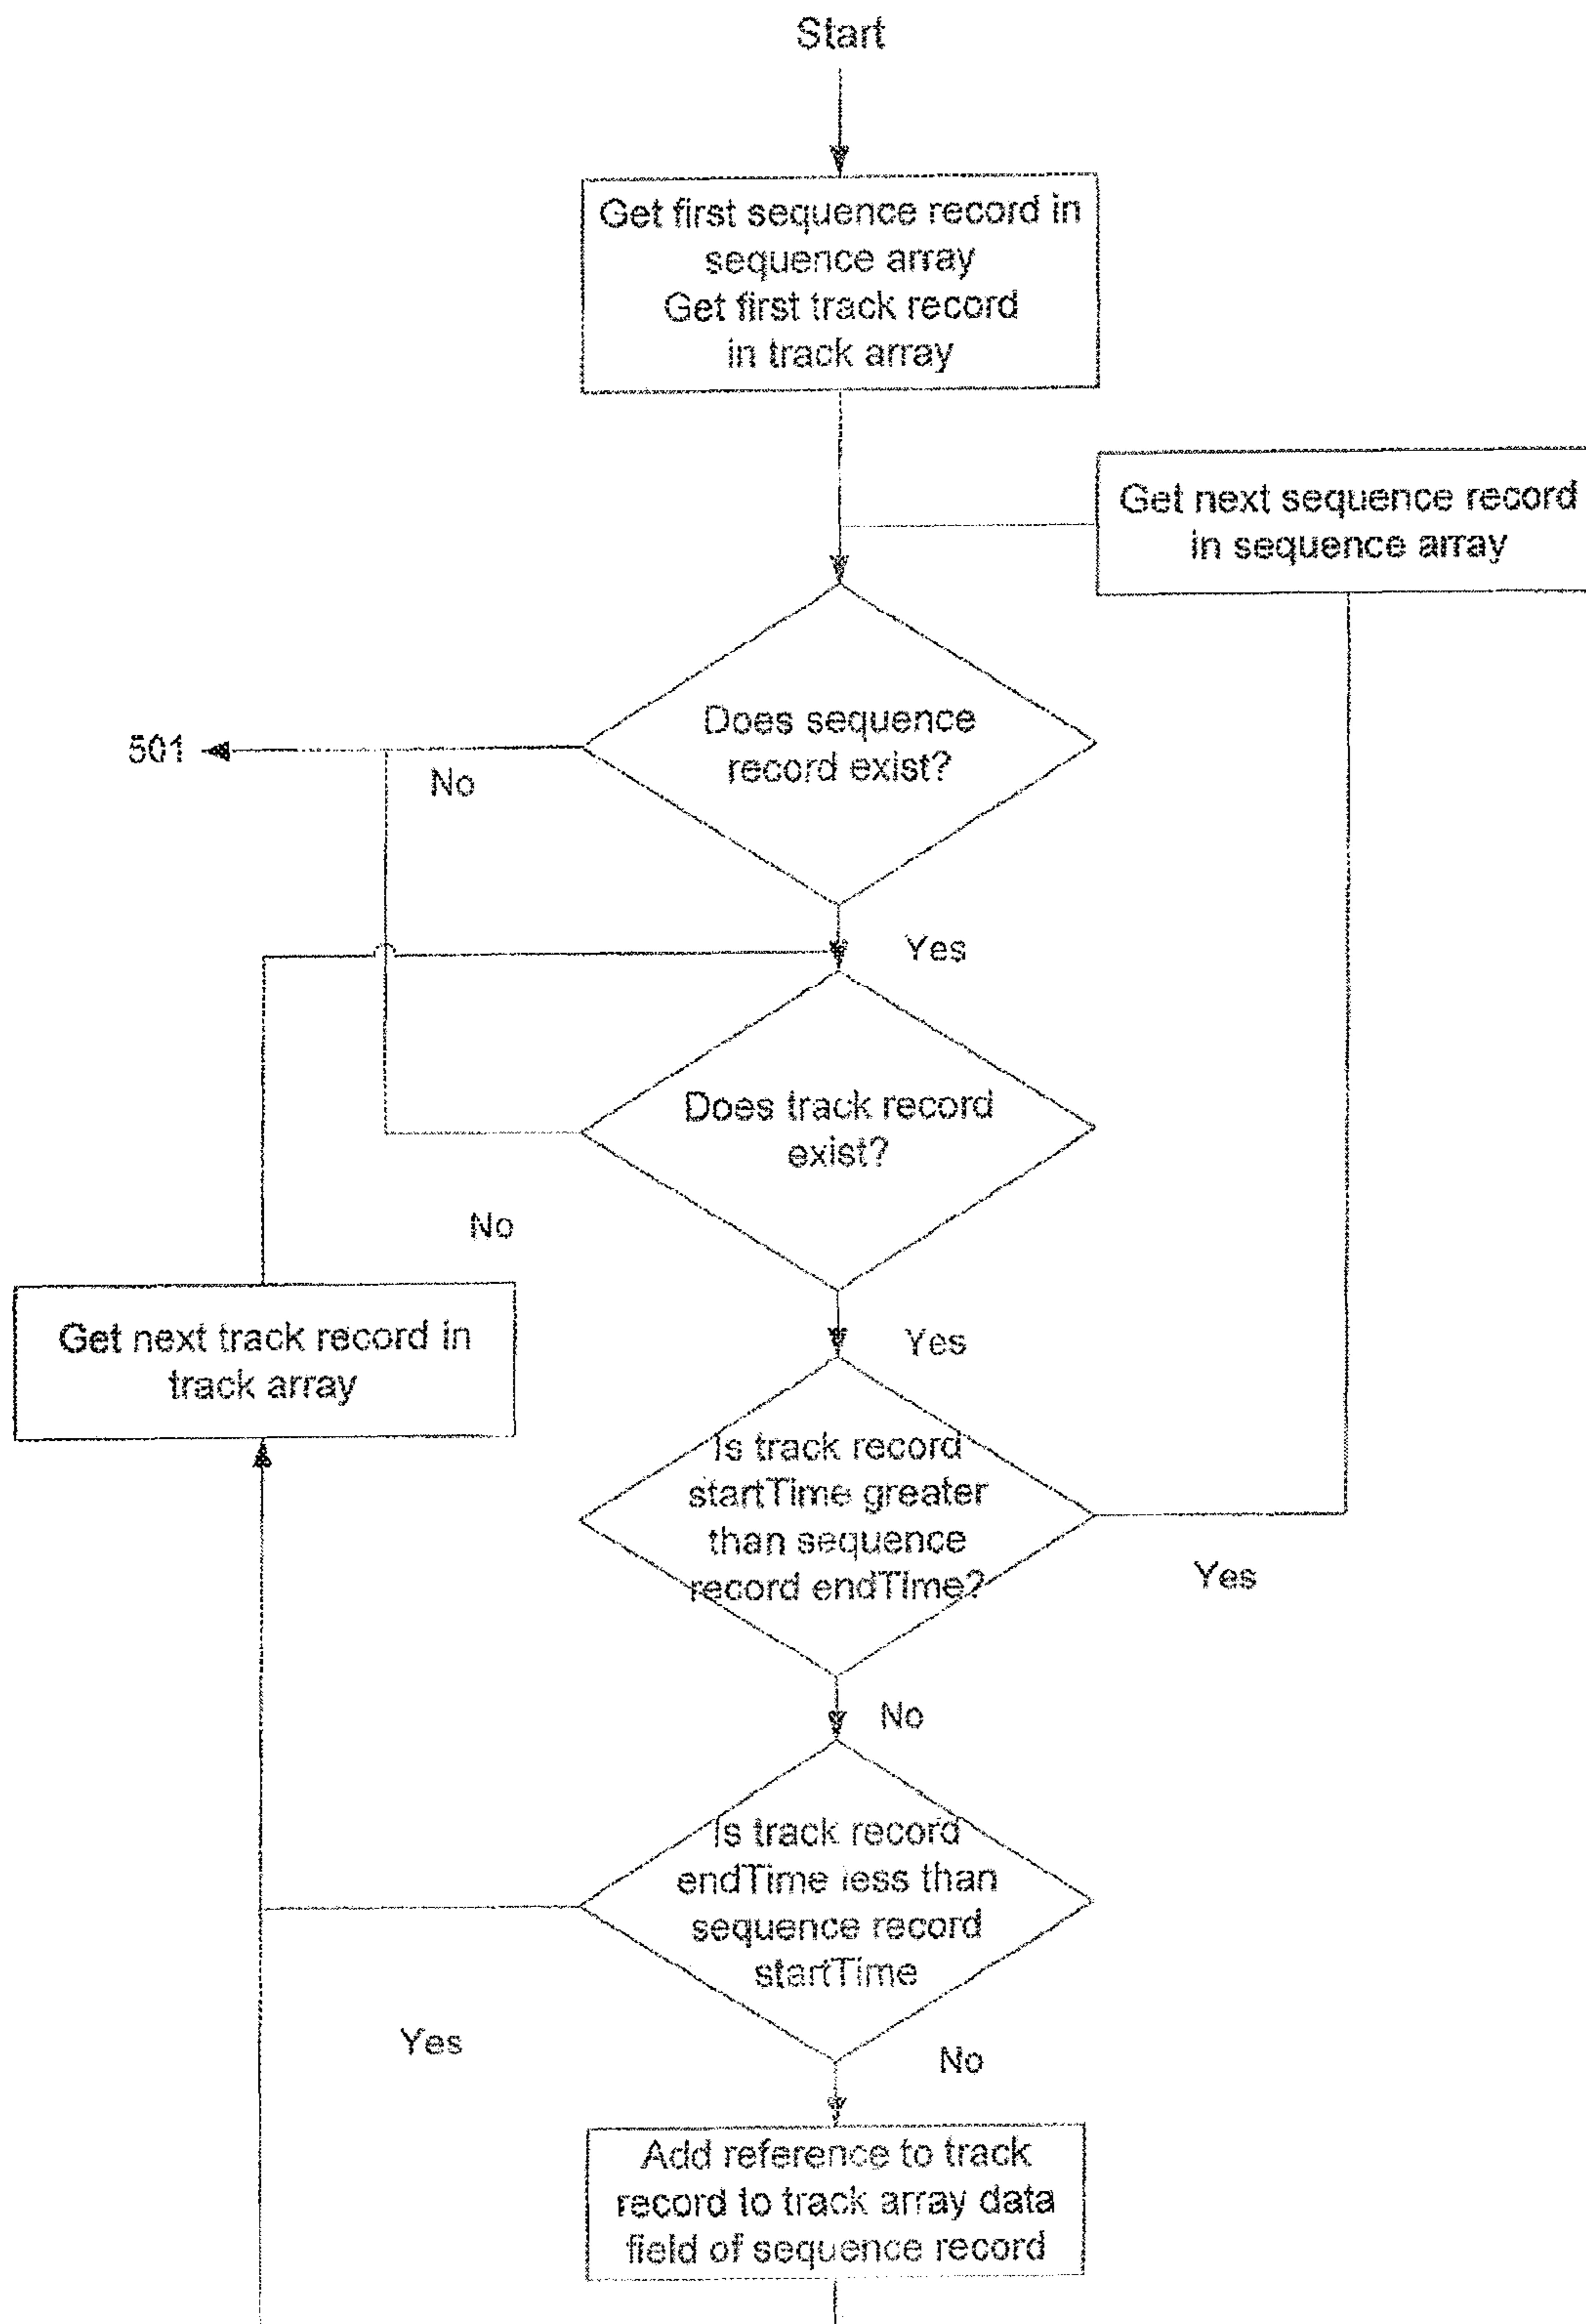 Start
Get first sequence record in
sequence array
Get first track record
in track array
Get next sequence record
in sequence array
Does sequence
record exist?
501
No
Yes
Does track record
exist?
No
Get next track record in
track array
Yes
Is track record
startTime greater
than sequence
record endTime?
Yes
No
Is track record
endTime less than
sequence record
startTime
Yes
No
Add reference to track
record to track array data
field of sequence record